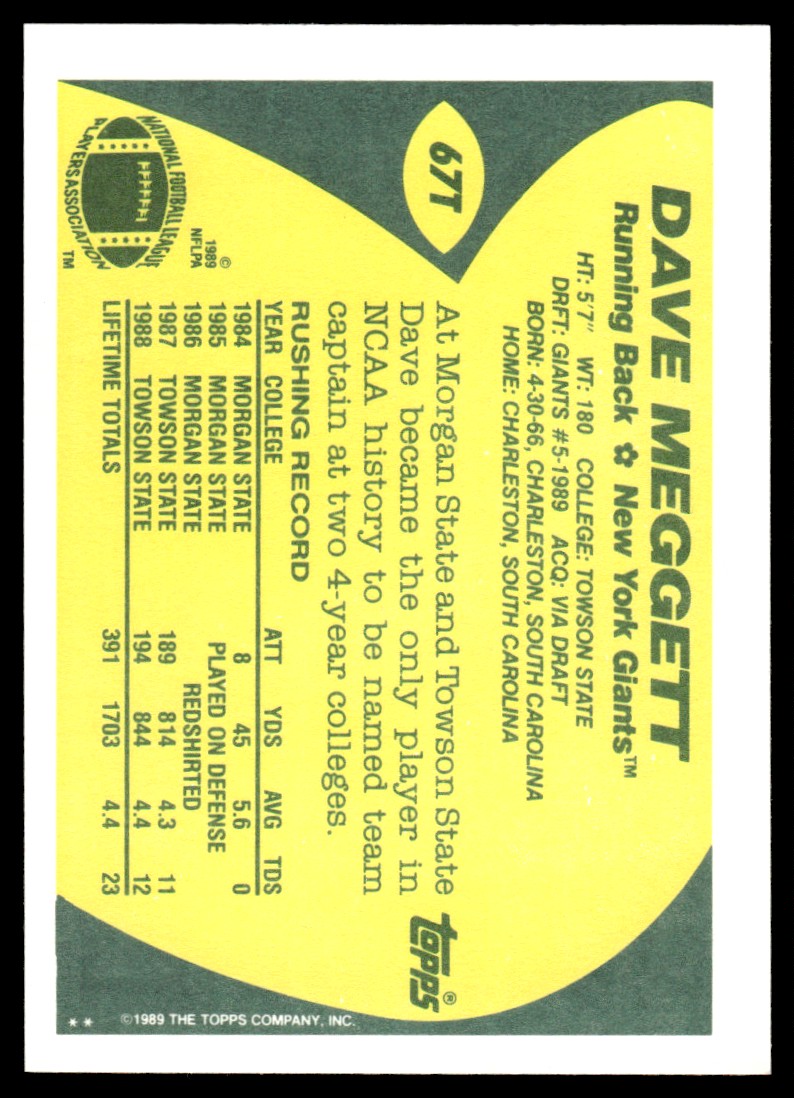 67T
DAVE MEGGETT
Running Back ✿ New York Giants™
HT: 5'7" WT: 180 COLLEGE: TOWSON STATE
DRFT: GIANTS #5-1989 ACQ: VIA DRAFT
BORN: 4-30-66, CHARLESTON, SOUTH CAROLINA
HOME: CHARLESTON, SOUTH CAROLINA
At Morgan State and Towson State
Dave became the only player in
NCAA history to be named team
captain at two 4-year colleges.
RUSHING RECORD
YEAR COLLEGE ATT YDS AVG TDS
1984 MORGAN STATE 8 45 5.6 0
1985 MORGAN STATE PLAYED ON DEFENSE
1986 MORGAN STATE REDSHIRTED
1987 TOWSON STATE 189 814 4.3 11
1988 TOWSON STATE 194 844 4.4 12
LIFETIME TOTALS 391 1703 4.4 23
NATIONAL FOOTBALL LEAGUE
PLAYERS ASSOCIATION
™
©
1989
NFLPA
topps®
©1989 THE TOPPS COMPANY, INC.
**